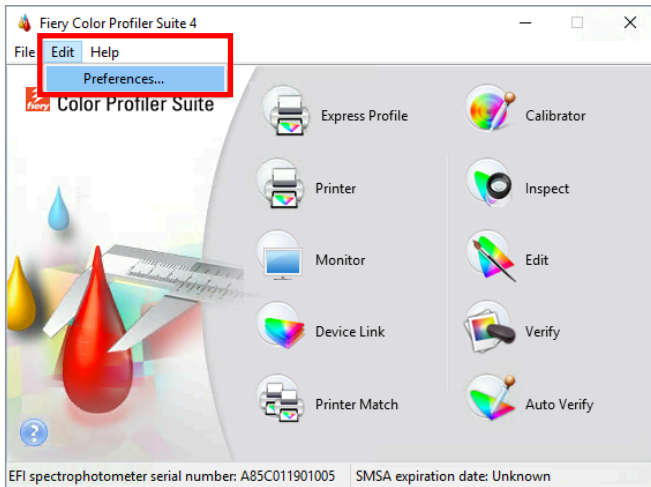 Fiery Color Profiler Suite 4
File Edit Help
Preferences...
fiery Color Profiler Suite
Express Profile
Calibrator
Printer
Inspect
Monitor
Edit
Device Link
Verify
Printer Match
Auto Verify
?
EFI spectrophotometer serial number: A85C011901005 SMSA expiration date: Unknown